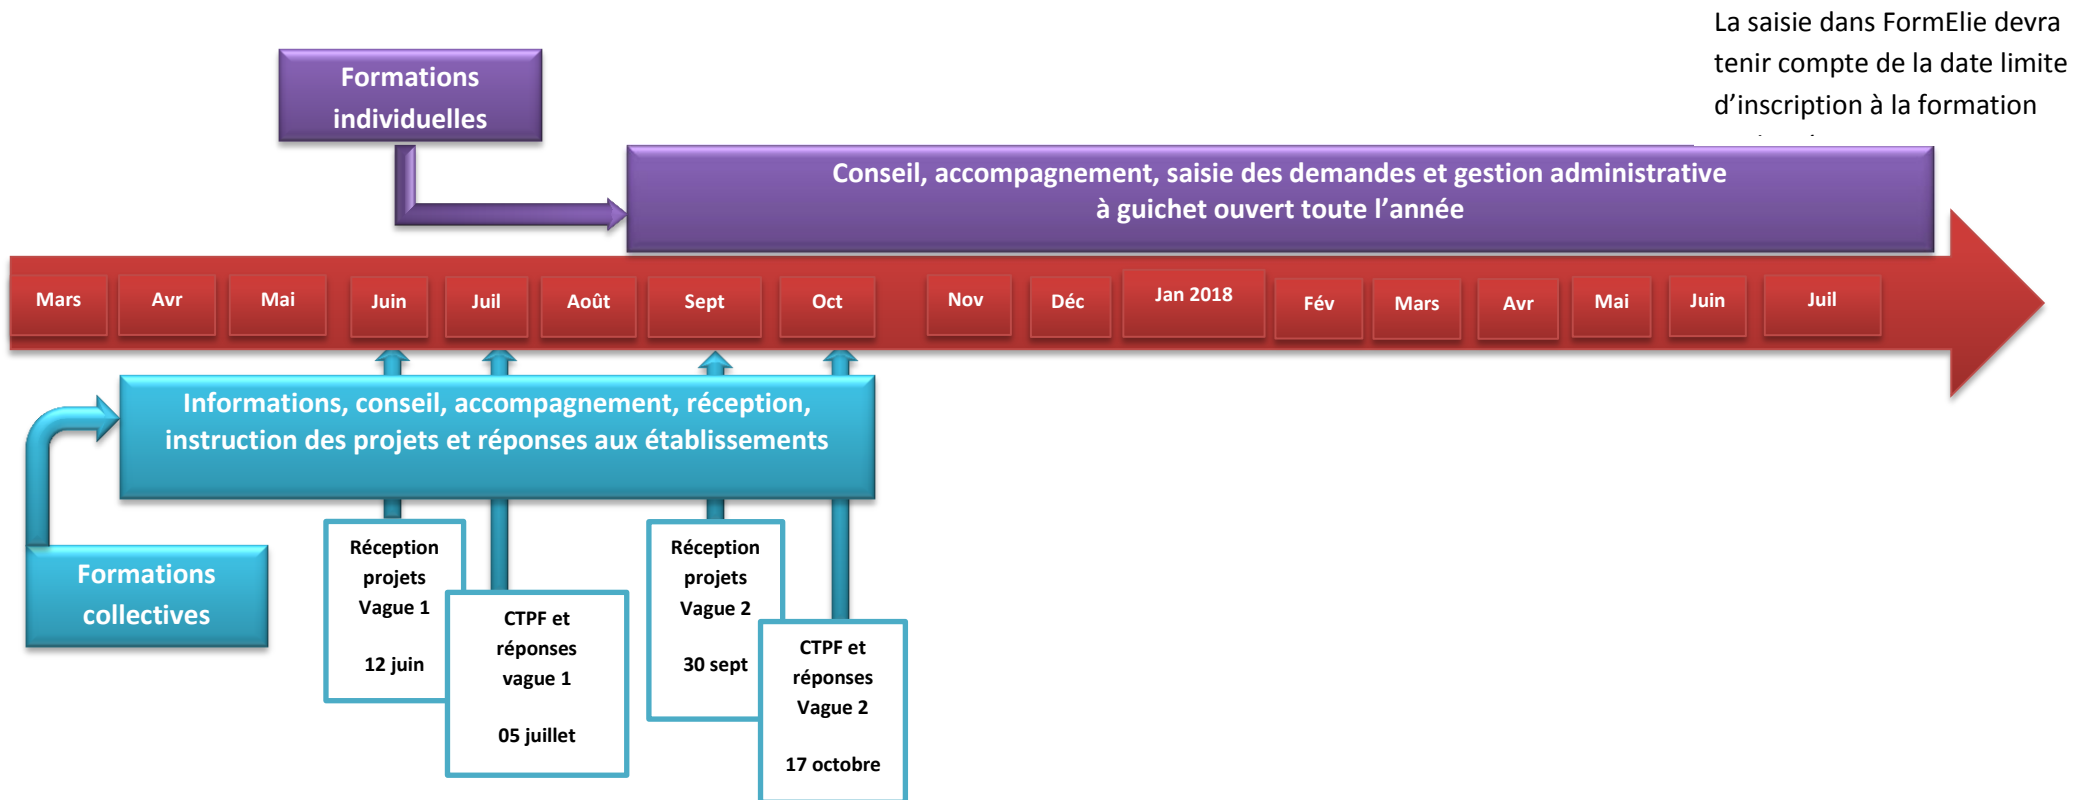 La saisie dans FormElie devra
tenir compte de la date limite
d’inscription à la formation
Formations
individuelles
Conseil, accompagnement, saisie des demandes et gestion administrative
à guichet ouvert toute l’année
Mars
Avr
Mai
Juin
Juil
Août
Sept
Oct
Nov
Déc
Jan 2018
Fév
Mars
Avr
Mai
Juin
Juil
Informations, conseil, accompagnement, réception,
instruction des projets et réponses aux établissements
Formations
collectives
Réception
projets
Vague 1
12 juin
CTPF et
réponses
vague 1
05 juillet
Réception
projets
Vague 2
30 sept
CTPF et
réponses
Vague 2
17 octobre